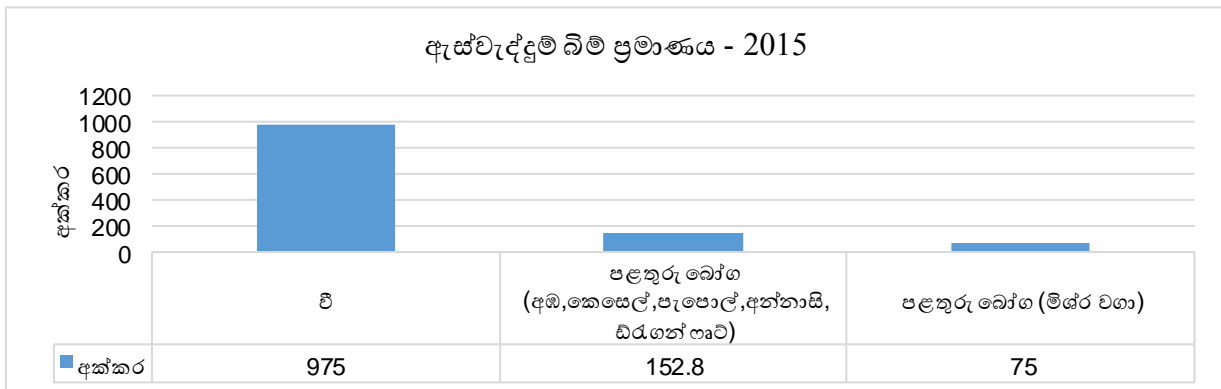 ඇස්වැද්දුම් බිම් ප්‍රමාණය - 2015
1200
1000
800
600
400
200
0
අක්කර
වී
පළතුරු බෝග
(අඹ,කෙසෙල්,පැපොල්,අන්නාසි,
ඩ්රැගන් ෆෘට්)
පළතුරු බෝග (මිශ්ර වගා)
අක්කර 975 152.8 75